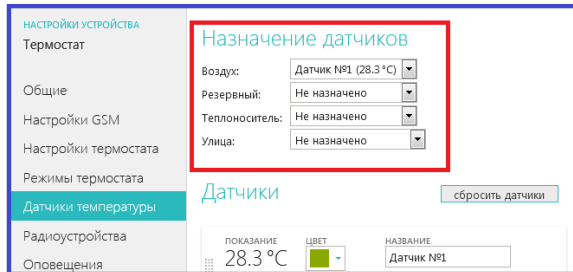 НАСТРОЙКИ УСТРОЙСТВА
Термостат
Общие
Настройки GSM
Настройки термостата
Режимы термостата
Датчики температуры
Радиоустройства
Оповещения
Назначение датчиков
Воздух: Датчик №1 (28.3 °C)
Резервный: Не назначено
Теплоноситель: Не назначено
Улица: Не назначено
Датчики сбросить датчики
ПОКАЗАНИЕ ЦВЕТ НАЗВАНИЕ
28.3 °C Датчик №1